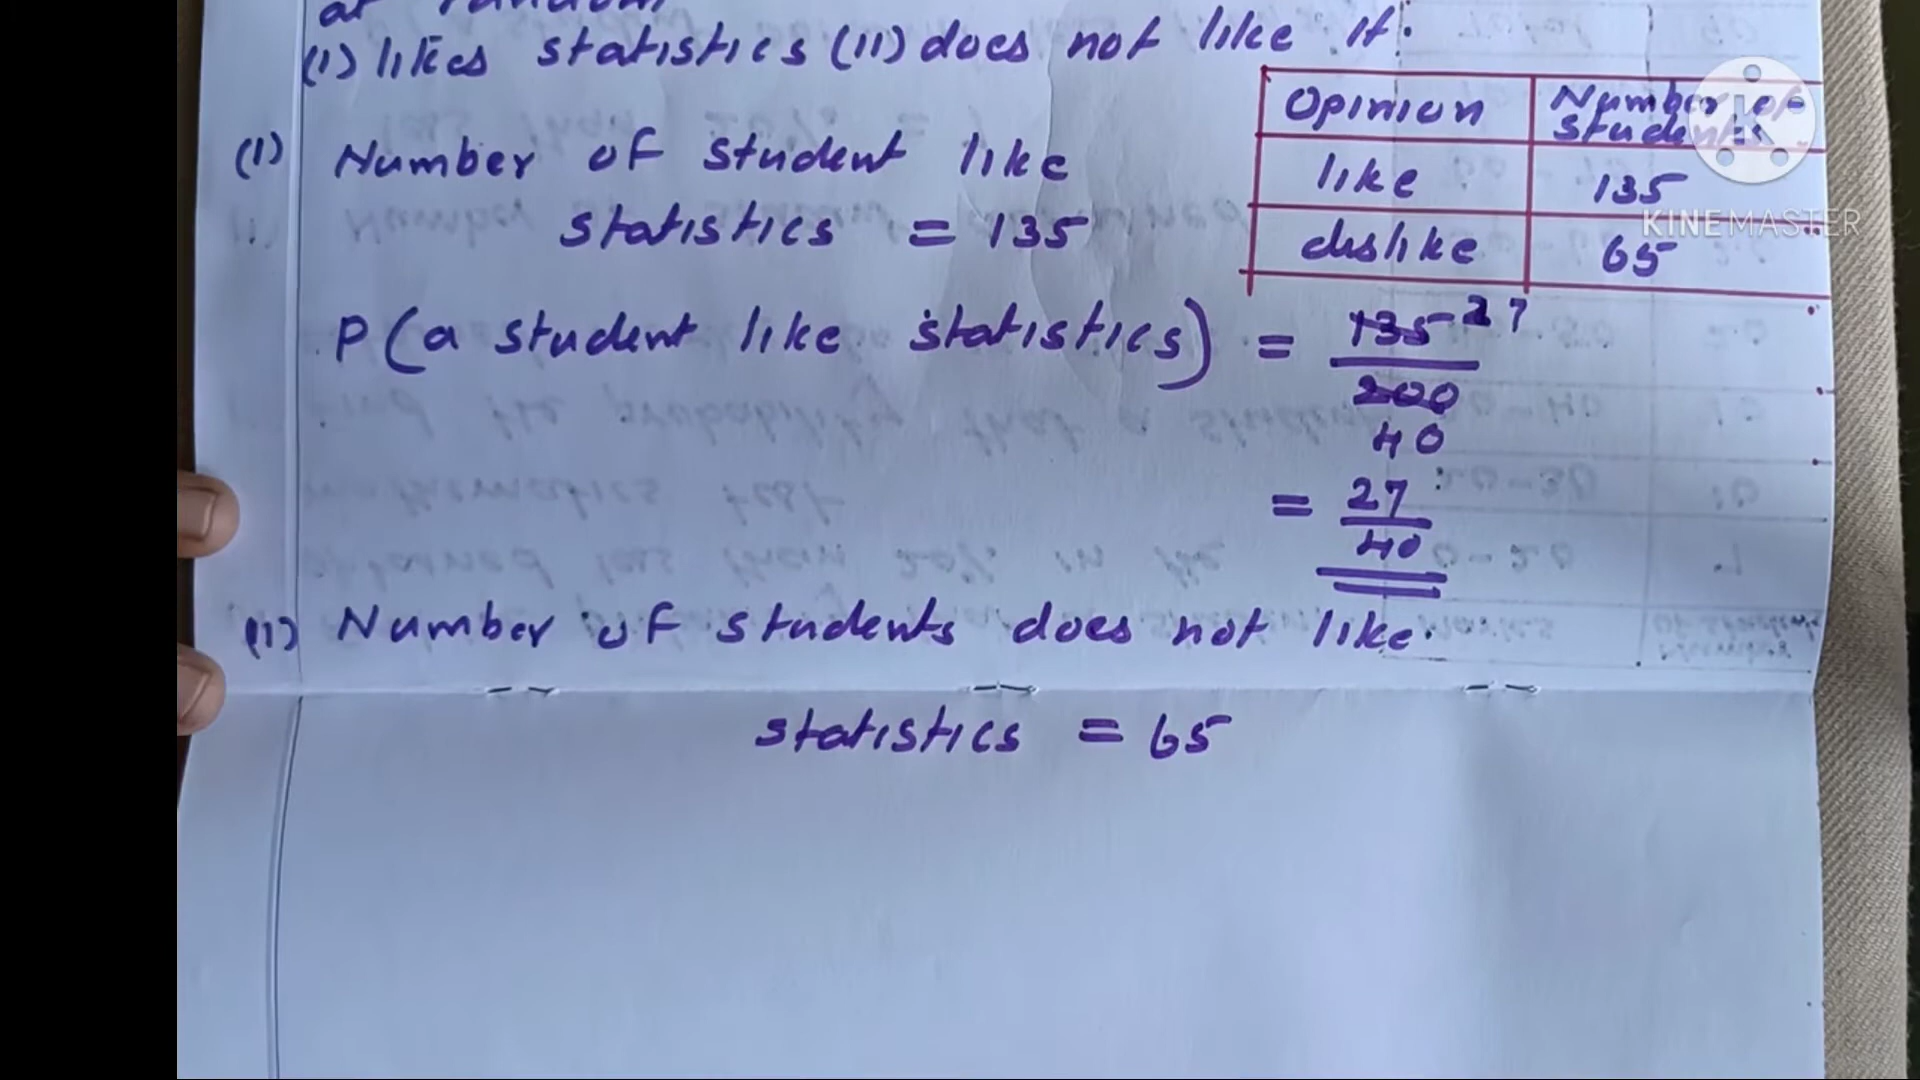 at random
(I) likes statistics (II) does not like it.
Opinion Number of students
like 135
dislike 65
KINEMASTER
(I) Number of student like
statistics = 135
P(a student like statistics) = 135 27
200
40
= 27
40
(II) Number of students does not like
statistics = 65